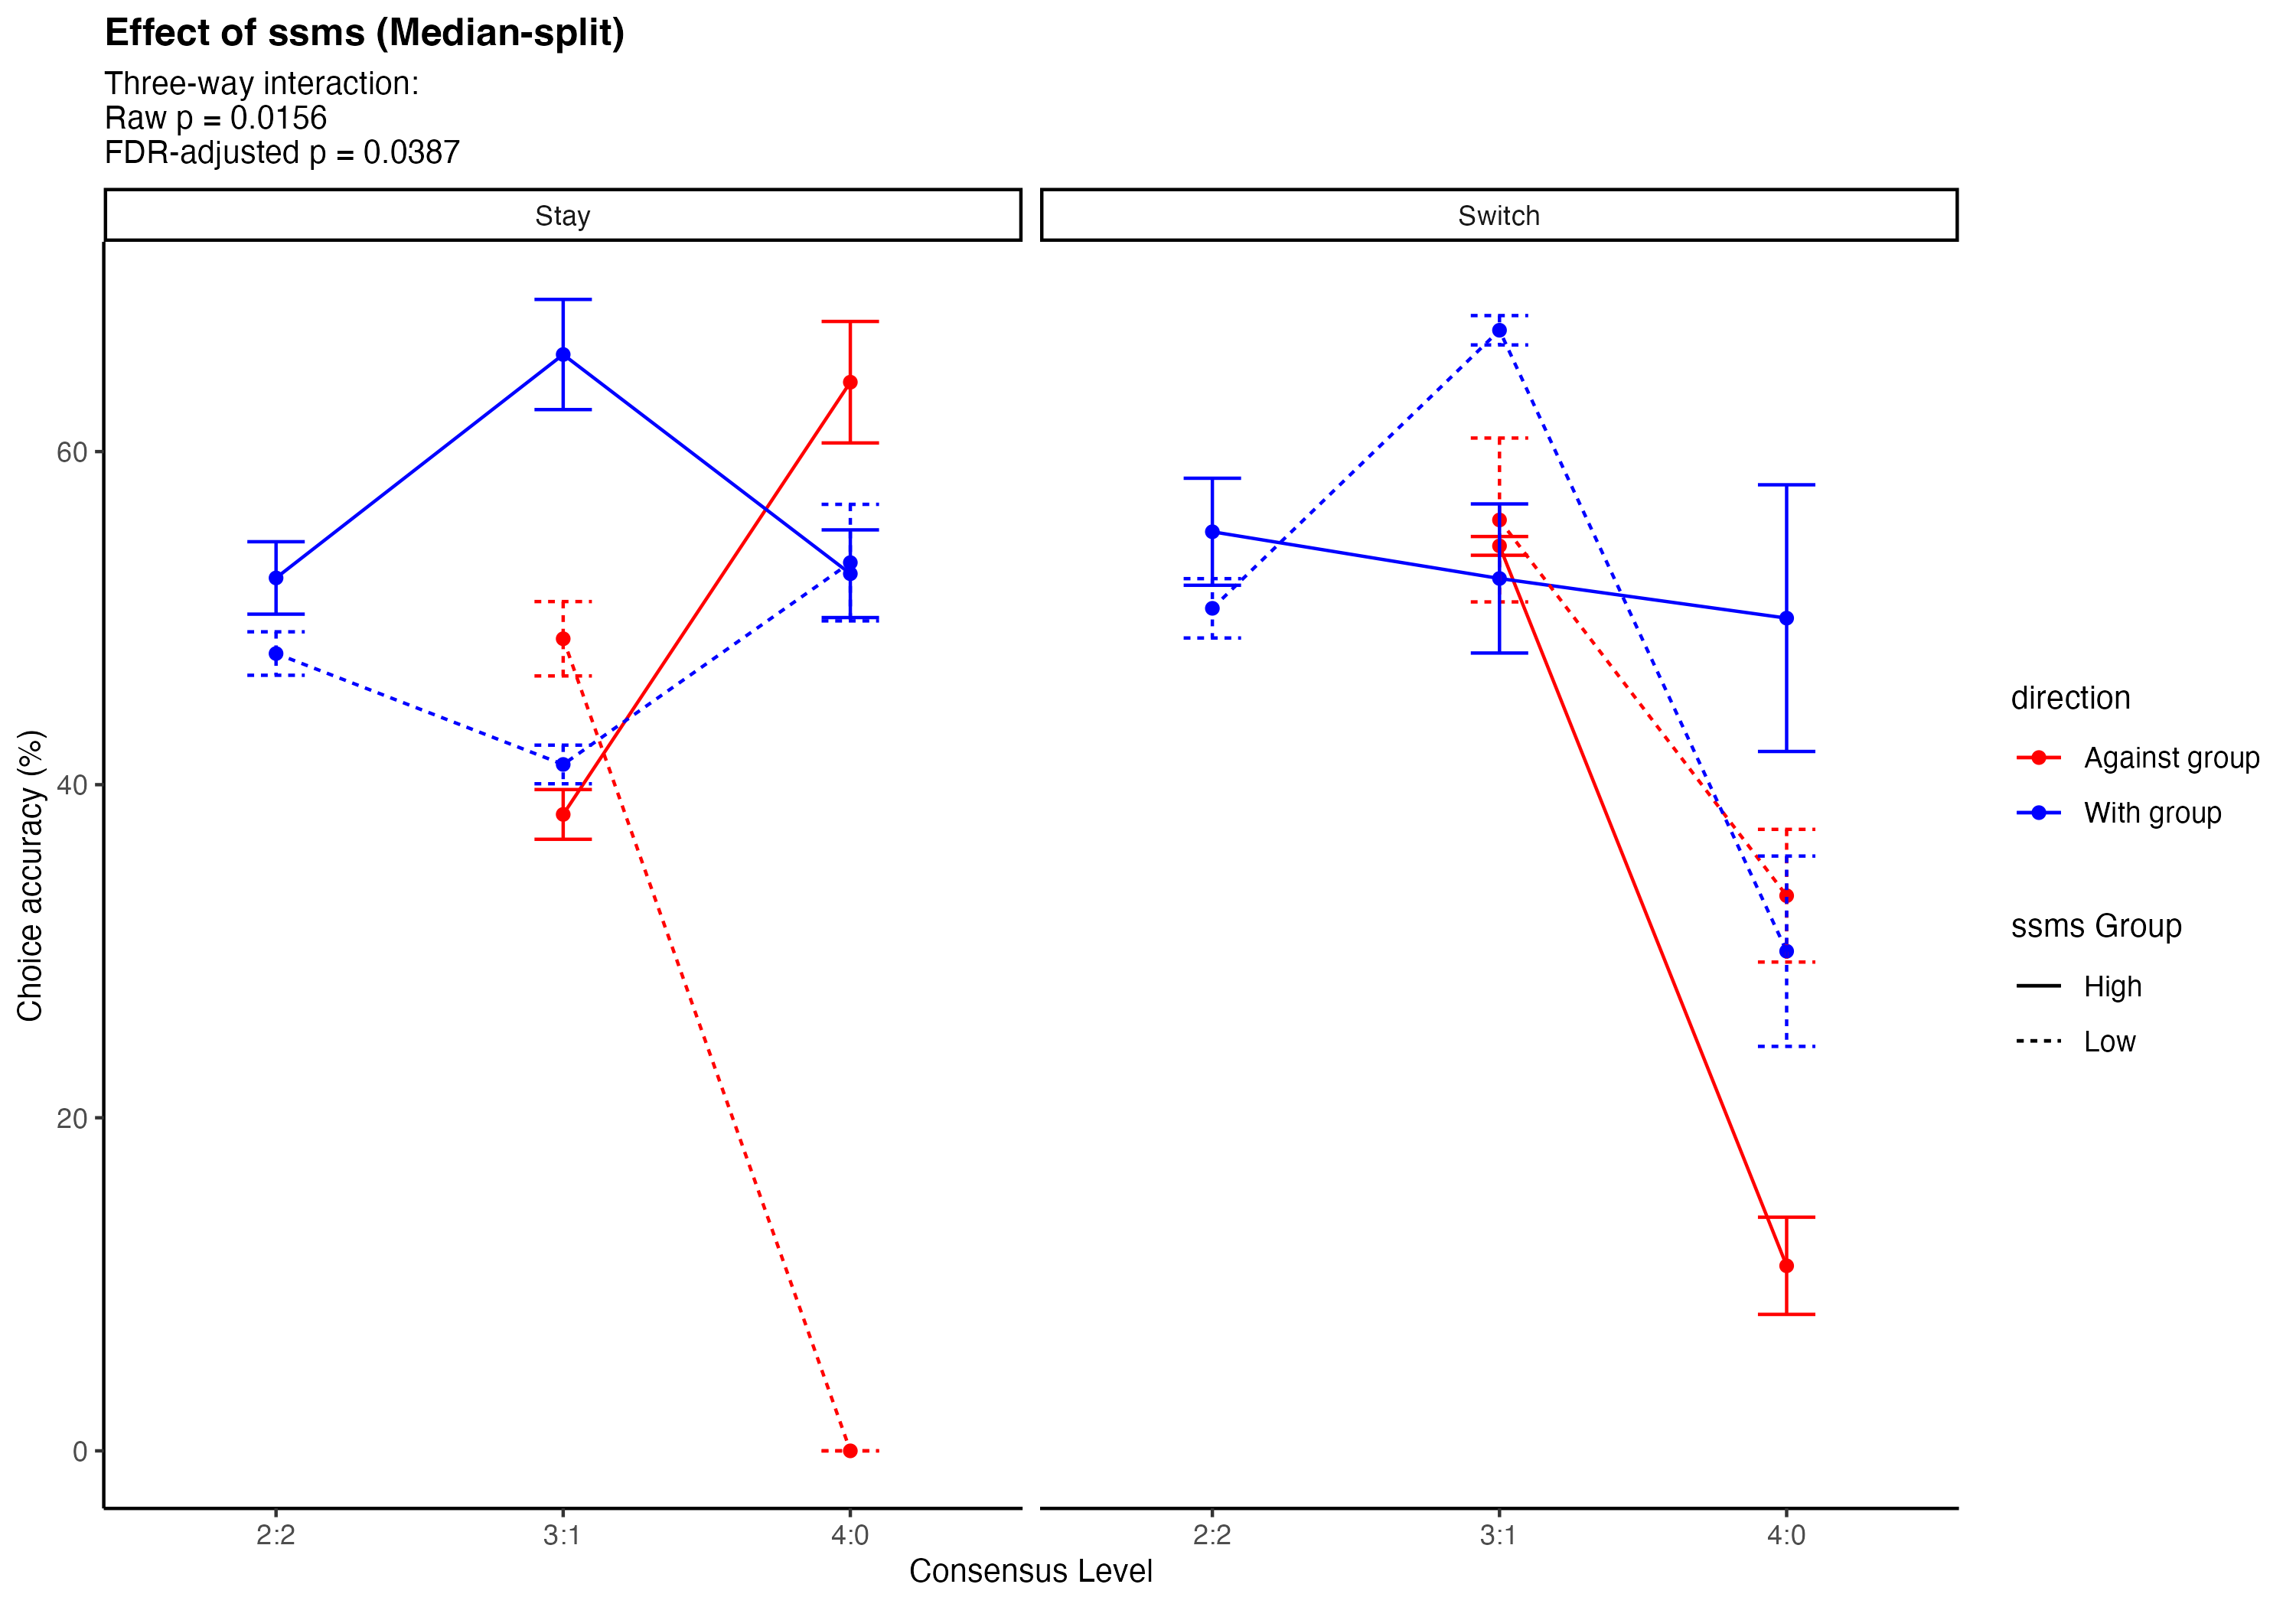 Effect of ssms (Median-split)
Three-way interaction:
Raw p = 0.0156
FDR-adjusted p = 0.0387
Stay
Switch
Choice accuracy (%)
60
40
20
0
2:2
3:1
4:0
2:2
3:1
4:0
Consensus Level
direction
Against group
With group
ssms Group
High
Low